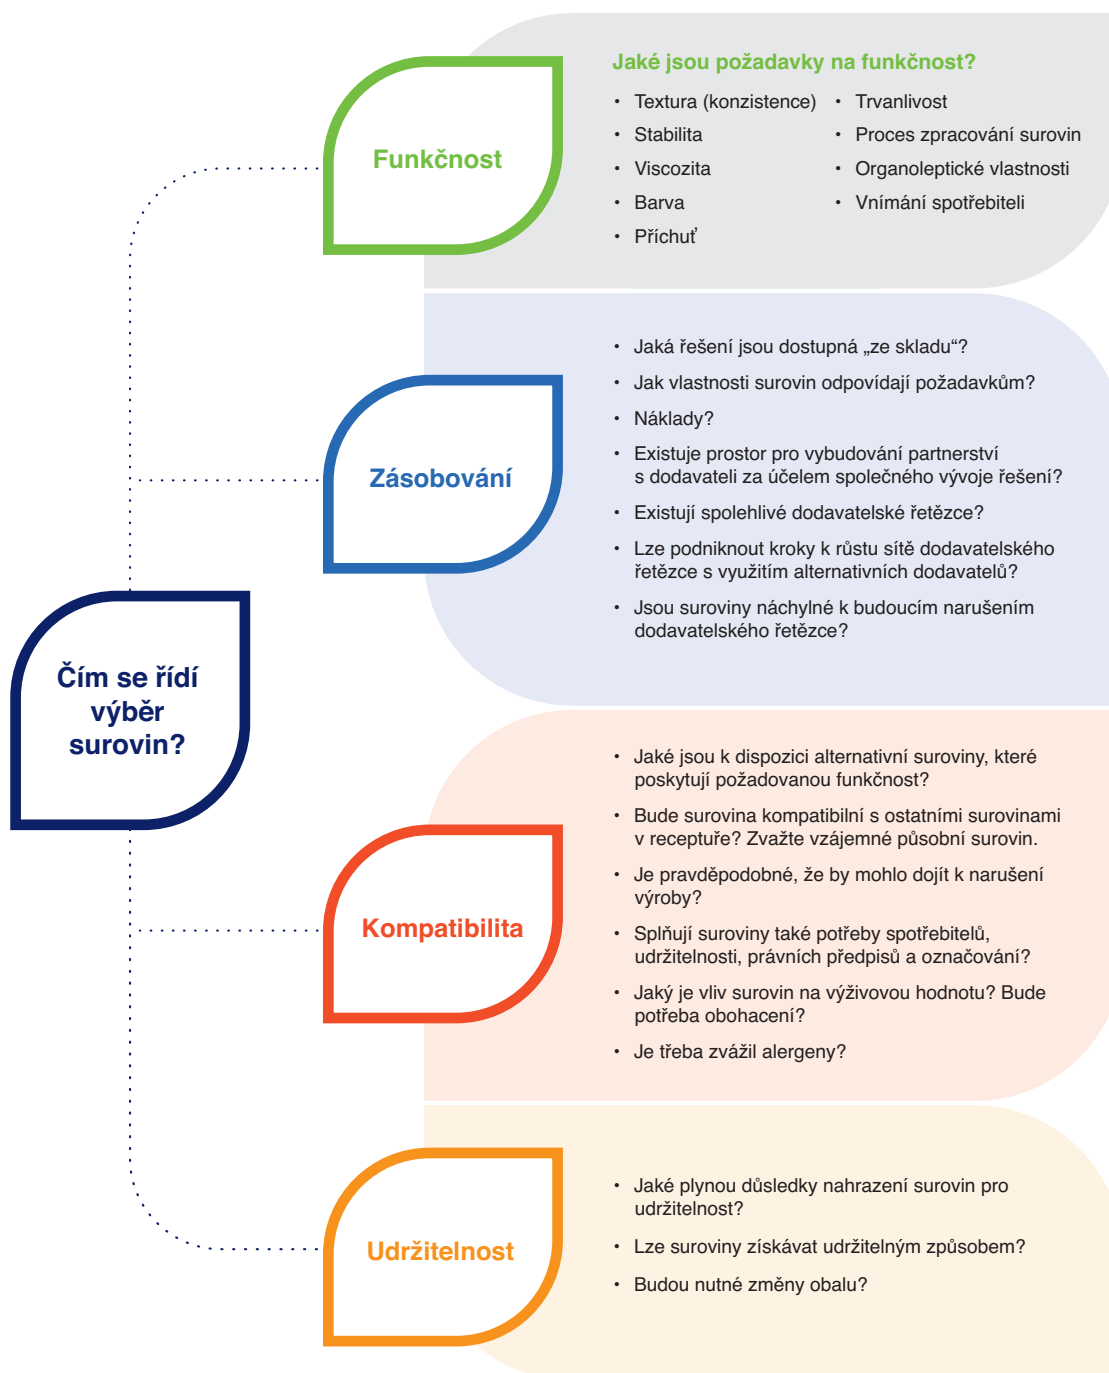 Čím se řídí
výběr
surovin?
Funkčnost
Jaké jsou požadavky na funkčnost?
• Textura (konzistence)
• Stabilita
• Viscozita
• Barva
• Příchuť
• Trvanlivost
• Proces zpracování surovin
• Organoleptické vlastnosti
• Vnímání spotřebiteli
Zásobování
• Jaká řešení jsou dostupná „ze skladu“?
• Jak vlastnosti surovin odpovídají požadavkům?
• Náklady?
• Existuje prostor pro vybudování partnerství
s dodavateli za účelem společného vývoje řešení?
• Existují spolehlivé dodavatelské řetězce?
• Lze podniknout kroky k růstu sítě dodavatelského
řetězce s využitím alternativních dodavatelů?
• Jsou suroviny náchylné k budoucím narušením
dodavatelského řetězce?
Kompatibilita
• Jaké jsou k dispozici alternativní suroviny, které
poskytují požadovanou funkčnost?
• Bude surovina kompatibilní s ostatními surovinami
v receptuře? Zvažte vzájemné působní surovin.
• Je pravděpodobné, že by mohlo dojít k narušení
výroby?
• Splňují suroviny také potřeby spotřebitelů,
udržitelnosti, právních předpisů a označování?
• Jaký je vliv surovin na výživovou hodnotu? Bude
potřeba obohacení?
• Je třeba zvážil alergeny?
Udržitelnost
• Jaké plynou důsledky nahrazení surovin pro
udržitelnost?
• Lze suroviny získávat udržitelným způsobem?
• Budou nutné změny obalu?